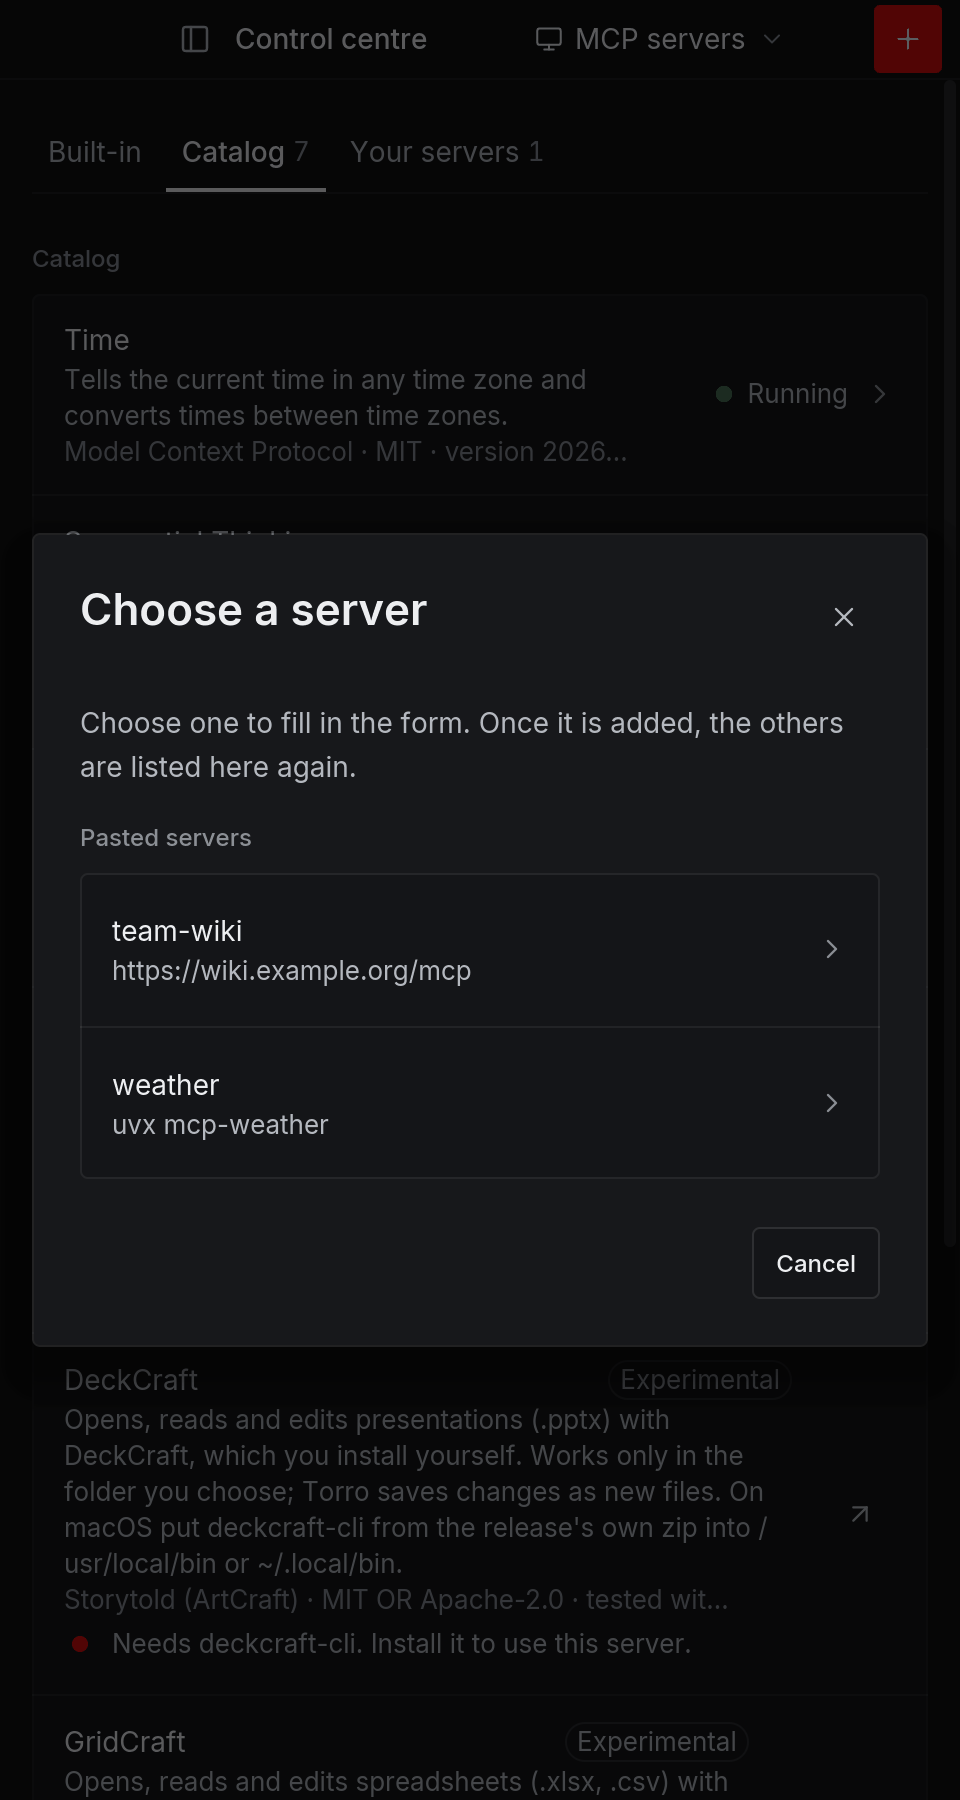 Control centre
MCP servers
Built-in
Catalog 7
Your servers 1
Catalog
Time
Tells the current time in any time zone and
converts times between time zones.
Model Context Protocol · MIT · version 2026...
Running
Choose a server
Choose one to fill in the form. Once it is added, the others
are listed here again.
Pasted servers
team-wiki
https://wiki.example.org/mcp
weather
uvx mcp-weather
Cancel
DeckCraft
Experimental
Opens, reads and edits presentations (.pptx) with
DeckCraft, which you install yourself. Works only in the
folder you choose; Torro saves changes as new files. On
macOS put deckcraft-cli from the release's own zip into /
usr/local/bin or ~/.local/bin.
Storytold (ArtCraft) · MIT OR Apache-2.0 · tested wit...
Needs deckcraft-cli. Install it to use this server.
GridCraft
Experimental
Opens, reads and edits spreadsheets (.xlsx, .csv) with